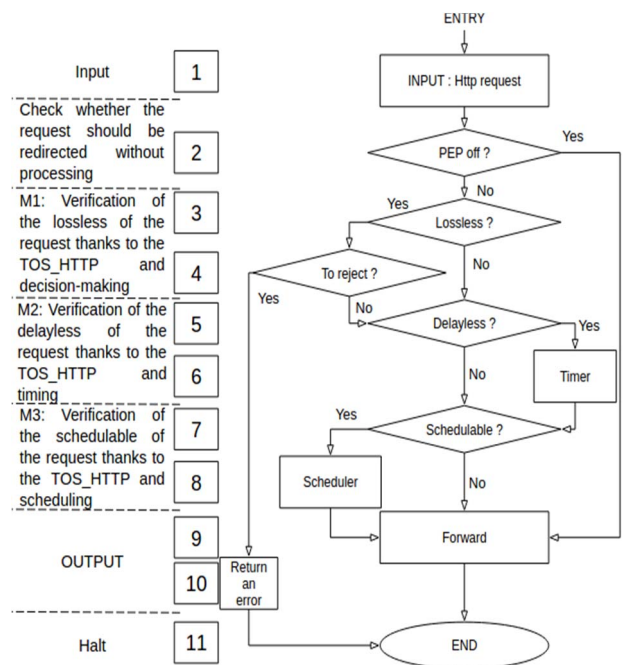 ENTRY
Input
1
INPUT : Http request
Check whether the
request should be
redirected without
processing
2
PEP off ?
Yes
No
M1: Verification of
the lossless of the
request thanks to the
TOS_HTTP and
decision-making
3
4
Yes
Lossless ?
No
To reject ?
Yes
No
M2: Verification of the
delayless of the
request thanks to the
TOS_HTTP and
timing
5
6
Delayless ?
Yes
No
Timer
M3: Verification of
the schedulable of
the request thanks to
the TOS_HTTP and
scheduling
7
8
Yes
Schedulable ?
No
Scheduler
OUTPUT
9
10
Forward
Return
an
error
Halt
11
END